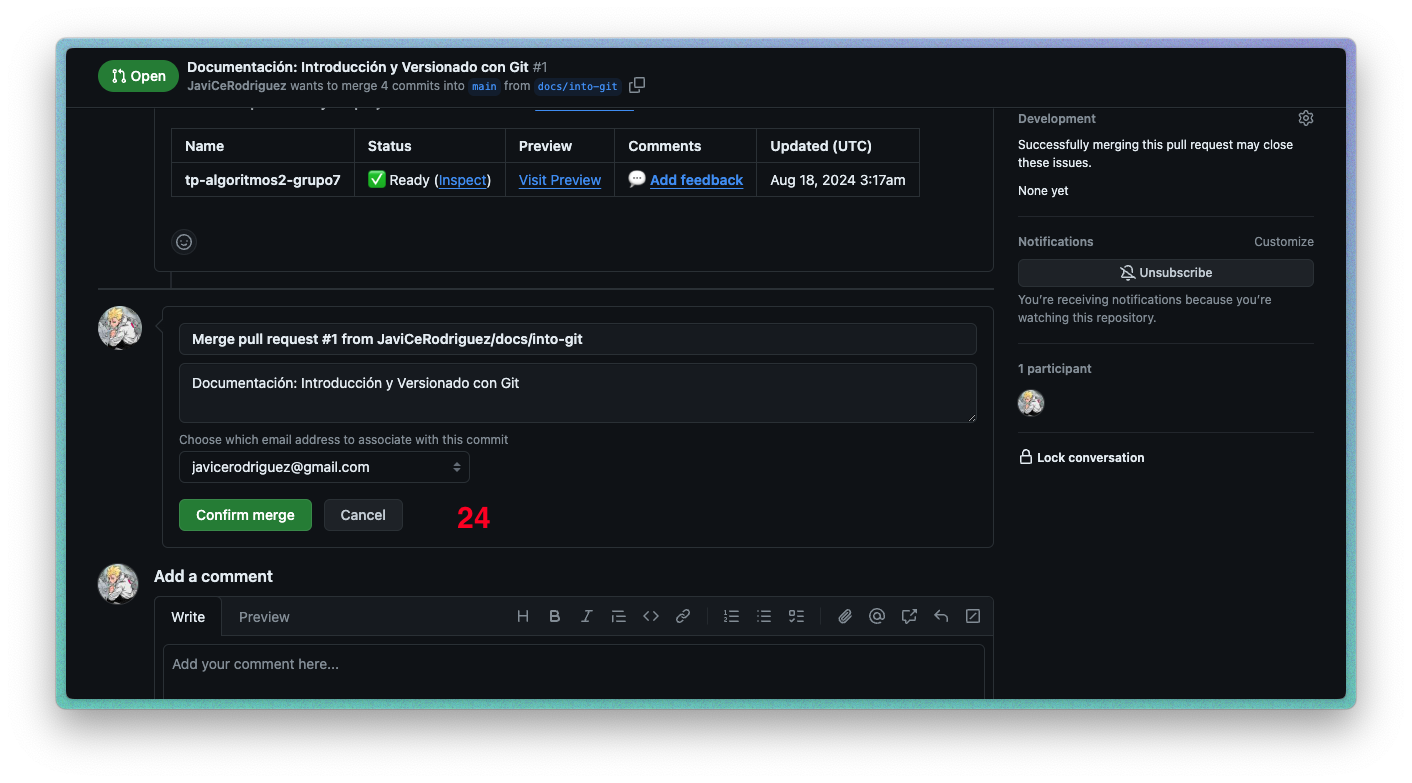 Open
Documentación: Introducción y Versionado con Git #1
JaviCeRodriguez wants to merge 4 commits into main from docs/into-git
Name Status Preview Comments Updated (UTC)
tp-algoritmos2-grupo7 ✅ Ready (Inspect) Visit Preview 💬 Add feedback Aug 18, 2024 3:17am
Merge pull request #1 from JaviCeRodriguez/docs/into-git
Documentación: Introducción y Versionado con Git
Choose which email address to associate with this commit
javicerodriguez@gmail.com
Confirm merge Cancel 24
Add a comment
Write Preview
Add your comment here...
Development
Successfully merging this pull request may close
these issues.
None yet
Notifications Customize
Unsubscribe
You're receiving notifications because you're
watching this repository.
1 participant
Lock conversation